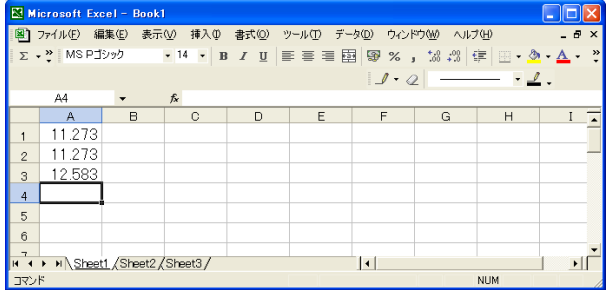 Microsoft Excel - Book1
ファイル(F) 編集(E) 表示(V) 挿入(I) 書式(O) ツール(T) データ(D) ウィンドウ(W) ヘルプ(H)
Σ MS Pゴシック 14 B I U % , .0 .00 A
A4 fx
A B C D E F G H I
1 11.273
2 11.273
3 12.583
4
5
6
7
Sheet1 Sheet2 Sheet3
コマンド NUM